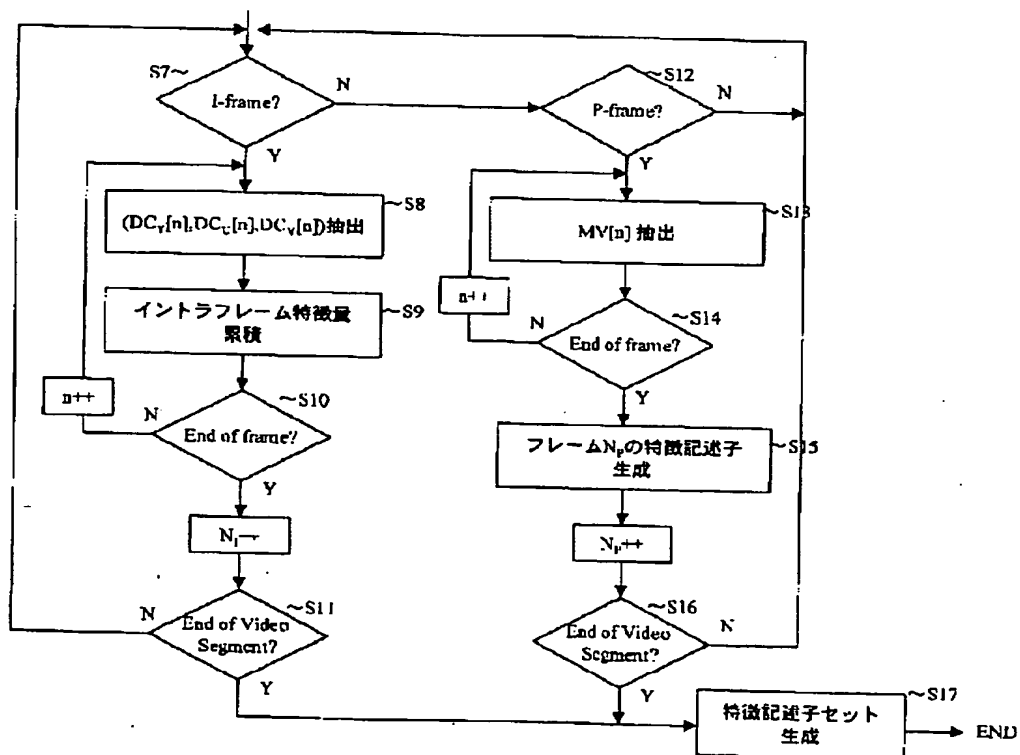 S7~
I-frame?
N
Y
~S12
P-frame?
N
Y
~S8
(DC_Y[n],DC_U[n],DC_V[n])抽出
~S9
イントラフレーム特徴量
累積
n++
N
~S10
End of frame?
Y
~S11
N
End of Video
Segment?
Y
~S13
MV[n] 抽出
n++
N
~S14
End of frame?
Y
~S15
フレームN_Pの特徴記述子
生成
N_P++
~S16
End of Video
Segment?
N
Y
~S17
特徴記述子セット
生成
END